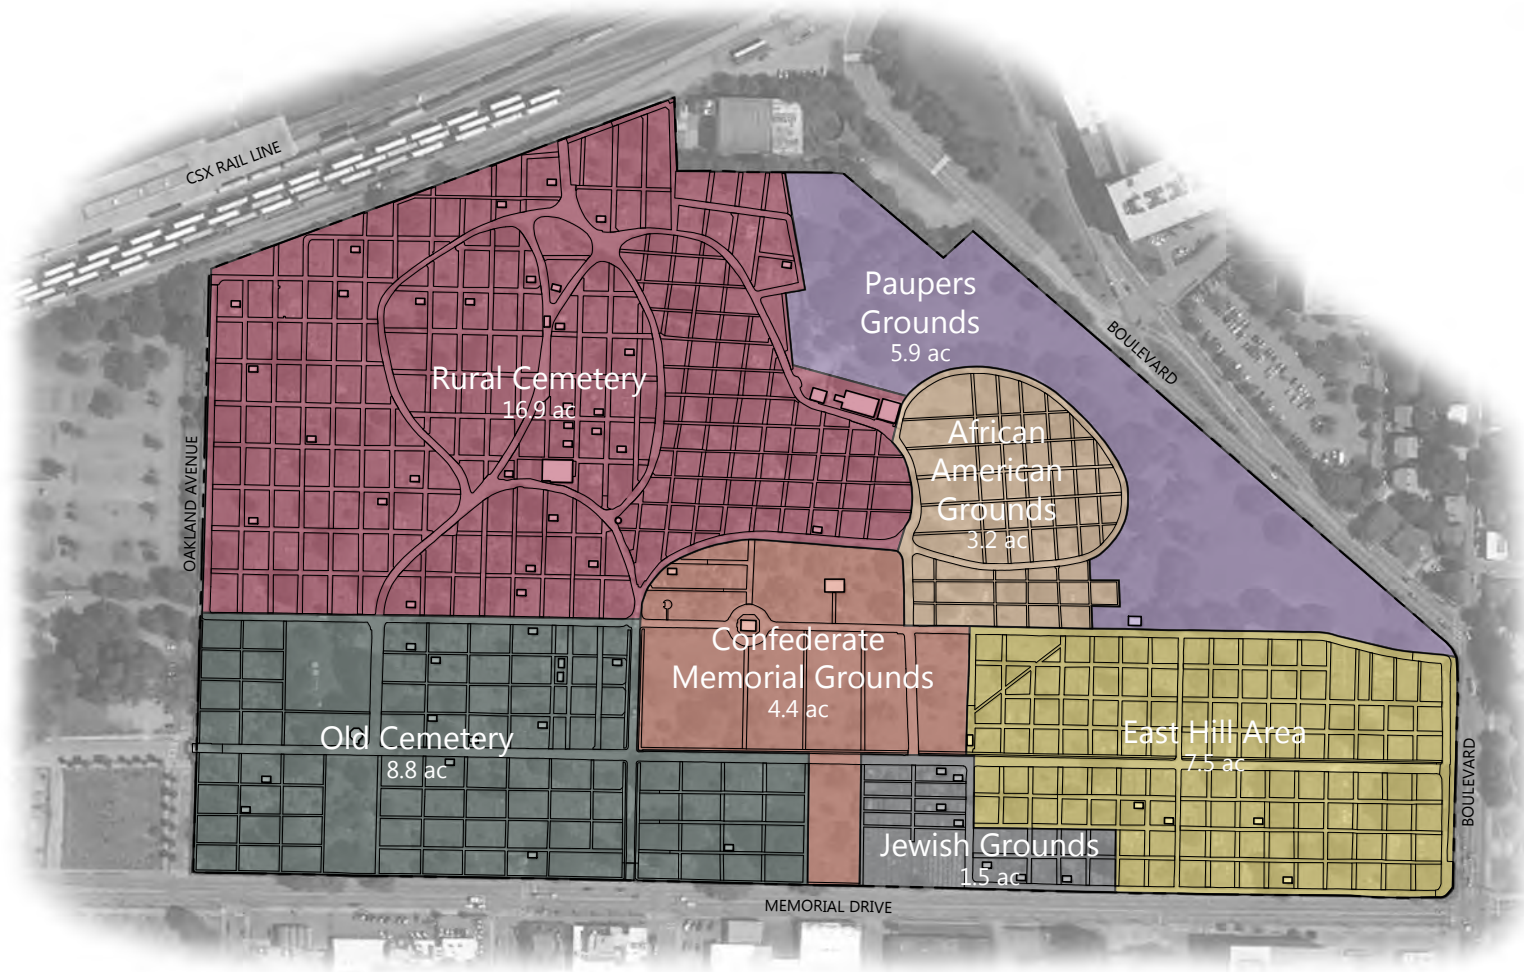 CSX RAIL LINE
Paupers
Grounds
5.9 ac
BOULEVARD
Rural Cemetery
16.9 ac
African
American
Grounds
3.2 ac
OAKLAND AVENUE
Confederate
Memorial Grounds
4.4 ac
Old Cemetery
8.8 ac
East Hill Area
7.5 ac
BOULEVARD
Jewish Grounds
1.5 ac
MEMORIAL DRIVE